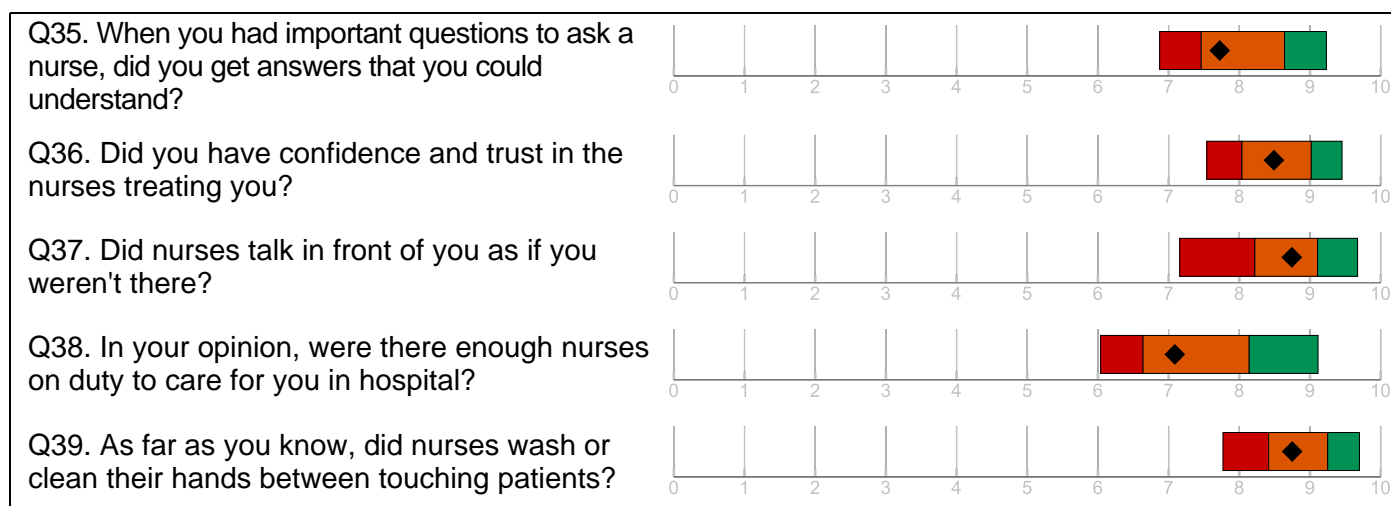 Q35. When you had important questions to ask a
nurse, did you get answers that you could
understand?
0 1 2 3 4 5 6 7 8 9 10
Q36. Did you have confidence and trust in the
nurses treating you?
0 1 2 3 4 5 6 7 8 9 10
Q37. Did nurses talk in front of you as if you
weren't there?
0 1 2 3 4 5 6 7 8 9 10
Q38. In your opinion, were there enough nurses
on duty to care for you in hospital?
0 1 2 3 4 5 6 7 8 9 10
Q39. As far as you know, did nurses wash or
clean their hands between touching patients?
0 1 2 3 4 5 6 7 8 9 10